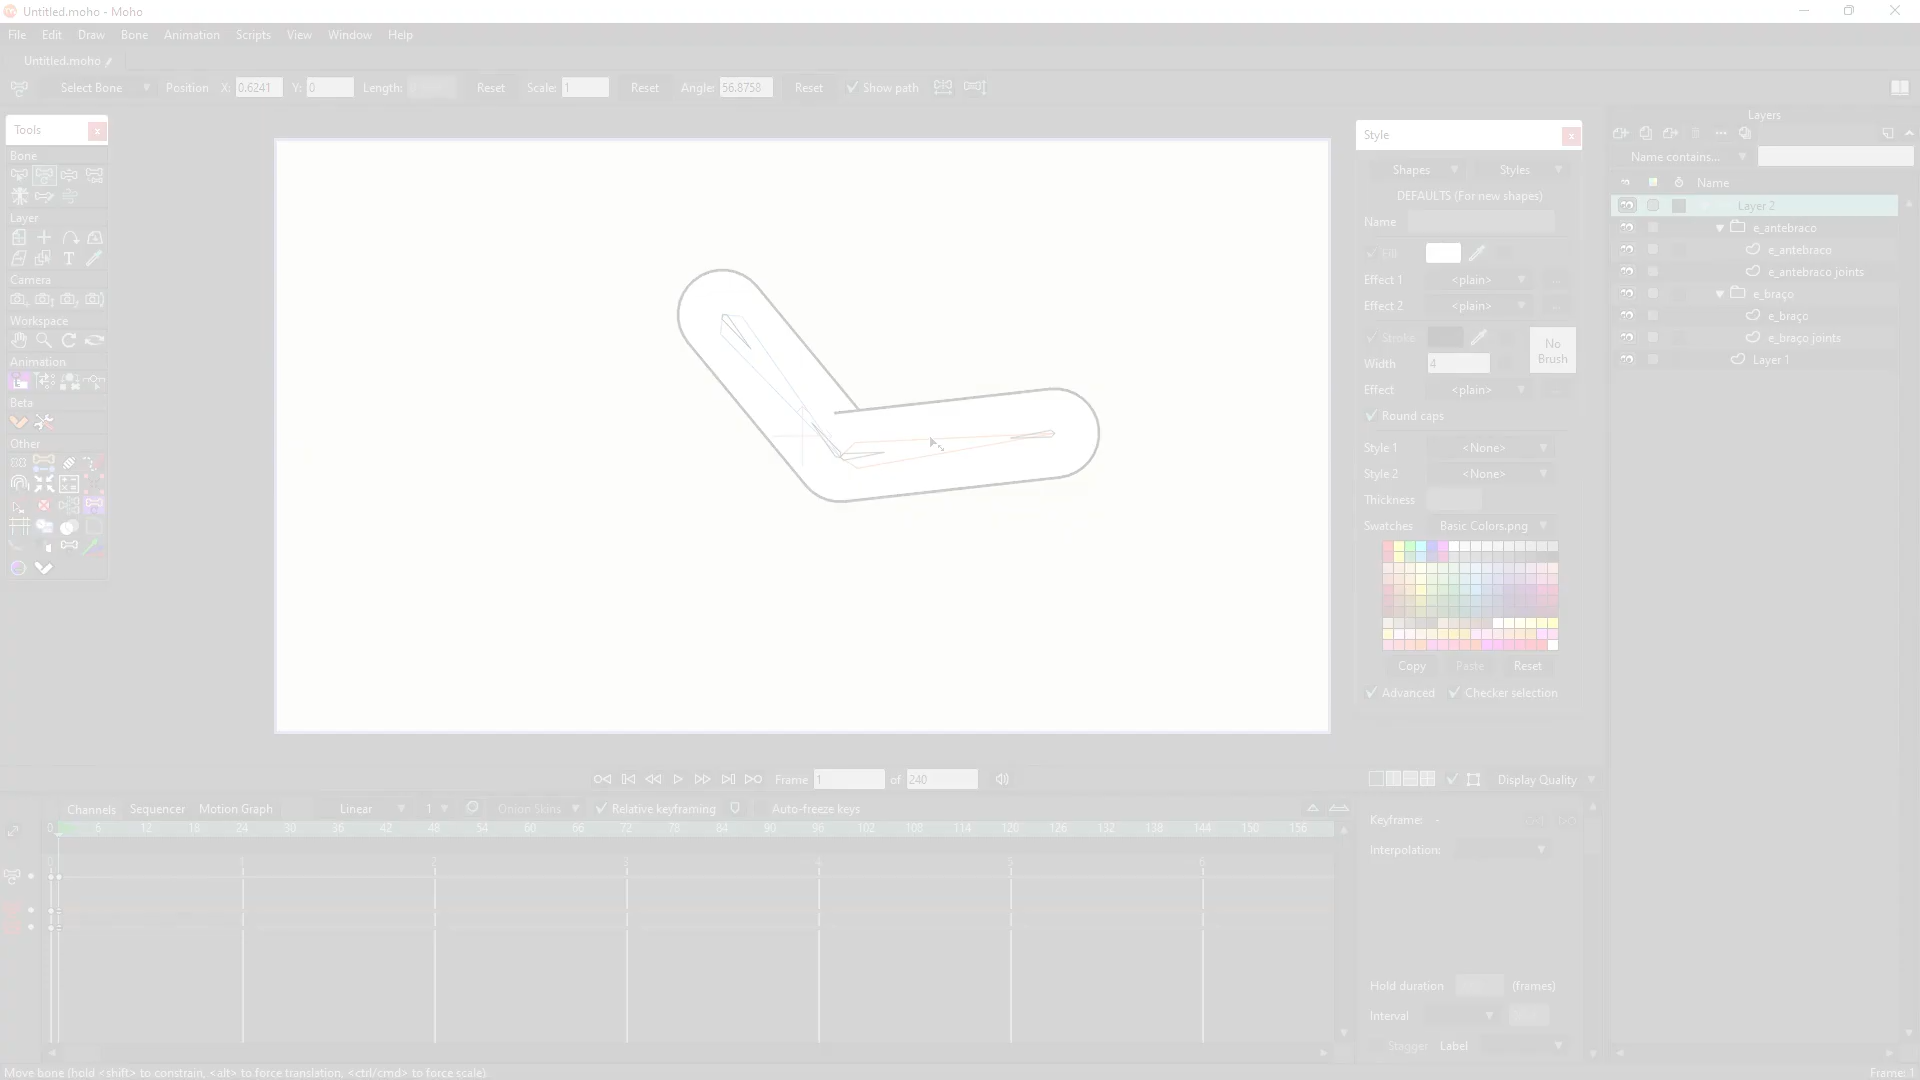 Untitled.moho - Moho
File Edit Draw Bone Animation Scripts View Window Help
Untitled.moho
Select Bone Position X: 0.6241 Y: 0 Length: Reset Scale: 1 Reset Angle: 56.8758 Reset Show path
Tools
Bone
Layer
Camera
Workspace
Animation
Beta
Other
Style
Shapes Styles
DEFAULTS (For new shapes)
Name
Fill
Effect 1 <plain>
Effect 2 <plain>
Stroke
No Brush
Width 4
Effect <plain>
Round caps
Style 1 <None>
Style 2 <None>
Thickness
Swatches Basic Colors.png
Copy Paste Reset
Advanced Checker selection
Layers
Name contains...
Name
Layer 2
e_antebraco
e_antebraco
e_antebraco joints
e_braço
e_braço
e_braço joints
Layer 1
Frame 1 of 240
Display Quality
Channels Sequencer Motion Graph Linear 1 Onion Skins Relative keyframing Auto-freeze keys
0 6 12 18 24 30 36 42 48 54 60 66 72 78 84 90 96 102 108 114 120 126 132 138 144 150 156
0 1 2 3 4 5 6
Keyframe: -
Interpolation:
Hold duration (frames)
Interval
Stagger Label
Move bone (hold <shift> to constrain, <alt> to force translation, <ctrl/cmd> to force scale)
Frame: 1